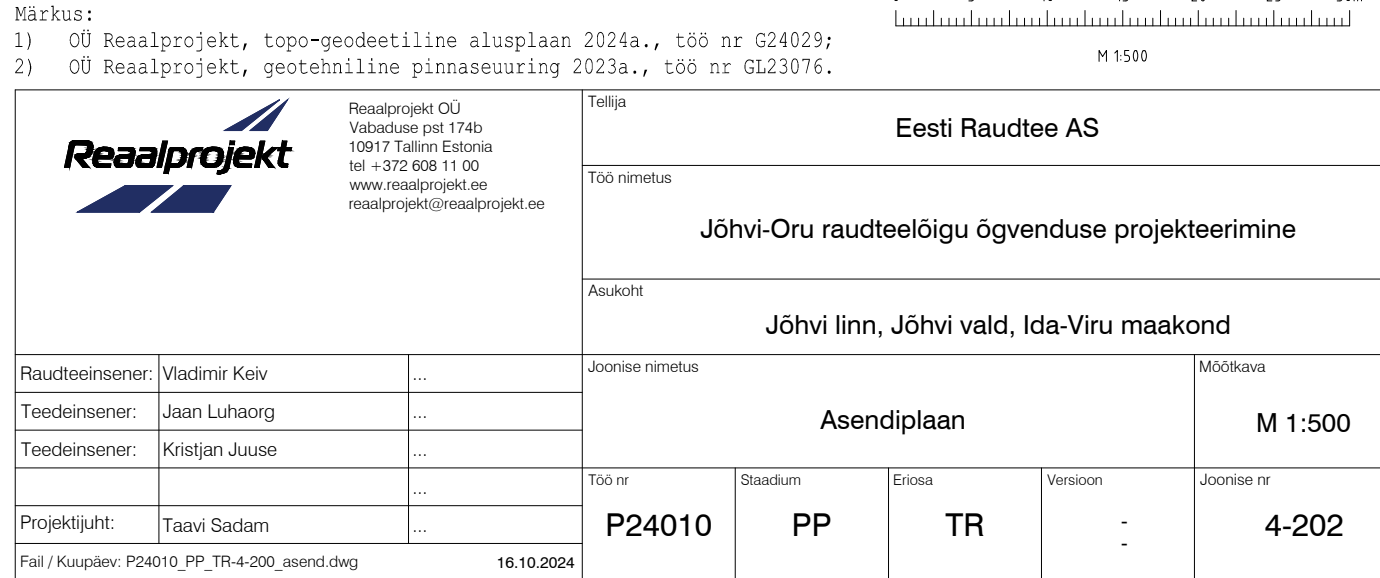 Märkus:
1) OÜ Reaalprojekt, topo-geodeetiline alusplaan 2024a., töö nr G24029;
2) OÜ Reaalprojekt, geotehniline pinnaseuuring 2023a., töö nr GL23076.
M 1:500
Reaalprojekt
Reaalprojekt OÜ
Vabaduse pst 174b
10917 Tallinn Estonia
tel +372 608 11 00
www.reaalprojekt.ee
reaalprojekt@reaalprojekt.ee
Tellija
Eesti Raudtee AS
Töö nimetus
Jõhvi-Oru raudteelõigu õgvenduse projekteerimine
Asukoht
Jõhvi linn, Jõhvi vald, Ida-Viru maakond
Raudteeinsener: Vladimir Keiv ...
Teedeinsener: Jaan Luhaorg ...
Teedeinsener: Kristjan Juuse ...
...
Projektijuht: Taavi Sadam ...
Fail / Kuupäev: P24010_PP_TR-4-200_asend.dwg 16.10.2024
Joonise nimetus
Asendiplaan
Mõõtkava
M 1:500
Töö nr
P24010
Staadium
PP
Eriosa
TR
Versioon
-
-
Joonise nr
4-202